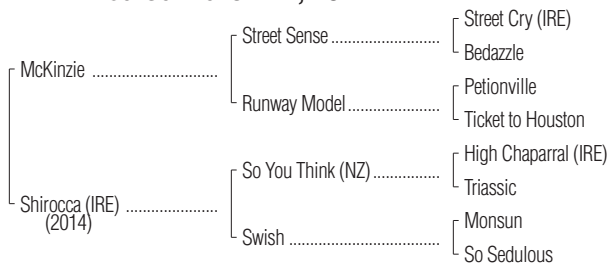 Street Cry (IRE)
Street Sense
Bedazzle
McKinzie
Petionville
Runway Model
Ticket to Houston
High Chaparral (IRE)
So You Think (NZ)
Triassic
Shirocca (IRE)
(2014)
Monsun
Swish
So Sedulous